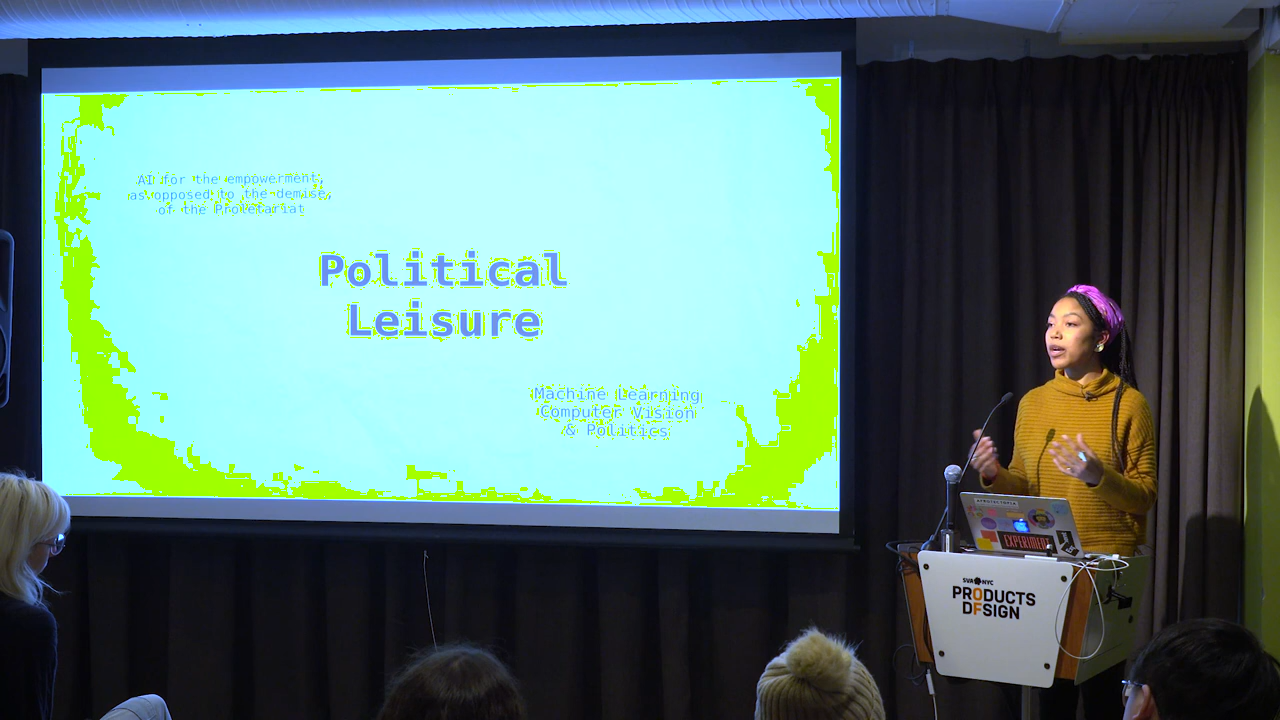 AI for the empowerment,
as opposed to the demise,
of the Proletariat
Political
Leisure
Machine Learning
Computer Vision
& Politics
EXPERIMENT
SVA NYC
PRODUCTS
OF
DESIGN